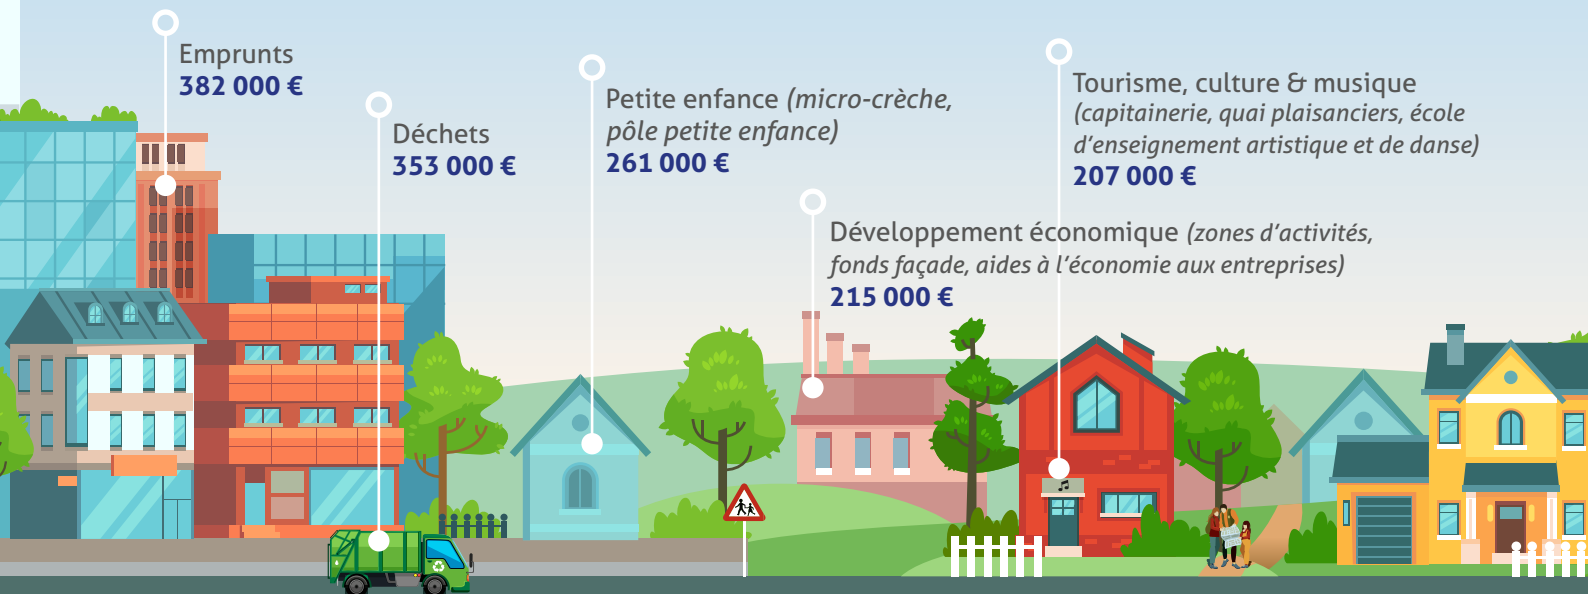 Emprunts
382 000 €
Déchets
353 000 €
Petite enfance (micro-crèche,
pôle petite enfance)
261 000 €
Développement économique (zones d’activités,
fonds façade, aides à l’économie aux entreprises)
215 000 €
Tourisme, culture & musique
(capitainerie, quai plaisanciers, école
d’enseignement artistique et de danse)
207 000 €